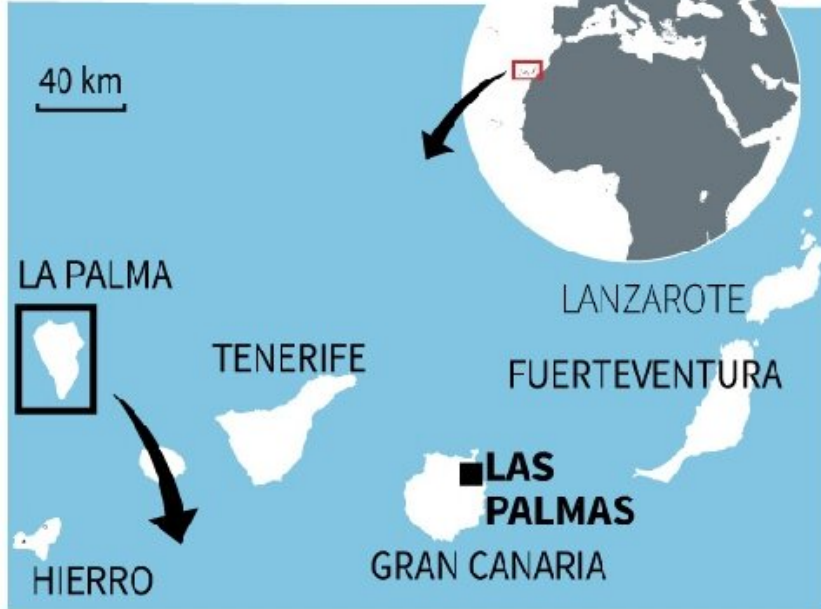 40 km
LA PALMA
LANZAROTE
TENERIFE
FUERTEVENTURA
LAS
PALMAS
GRAN CANARIA
HIERRO